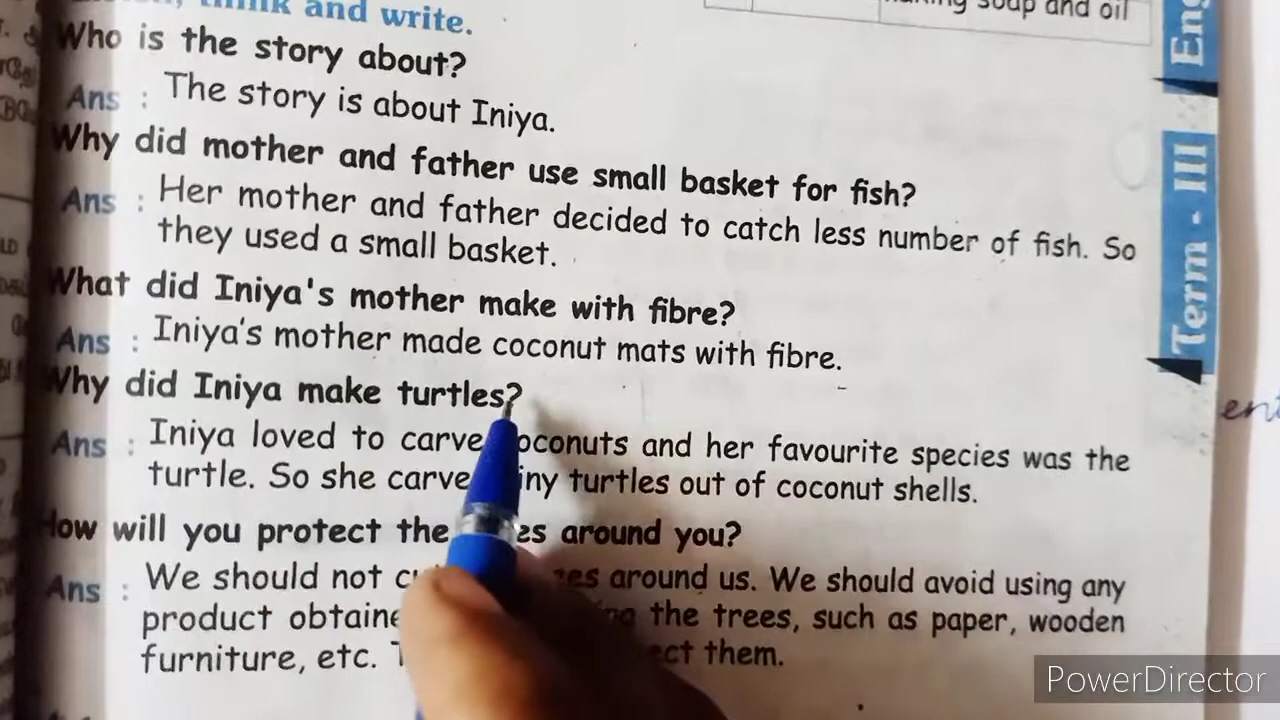 think and write.
soap and oil
Who is the story about?
Ans : The story is about Iniya.
Why did mother and father use small basket for fish?
Ans : Her mother and father decided to catch less number of fish. So
they used a small basket.
What did Iniya's mother make with fibre?
Ans : Iniya's mother made coconut mats with fibre.
Why did Iniya make turtles?
Ans : Iniya loved to carve coconuts and her favourite species was the
turtle. So she carve tiny turtles out of coconut shells.
How will you protect the around you?
Ans : We should not around us. We should avoid using any
product the trees, such as paper, wooden
furniture, etc. them.
Eng
Term - III
PowerDirector